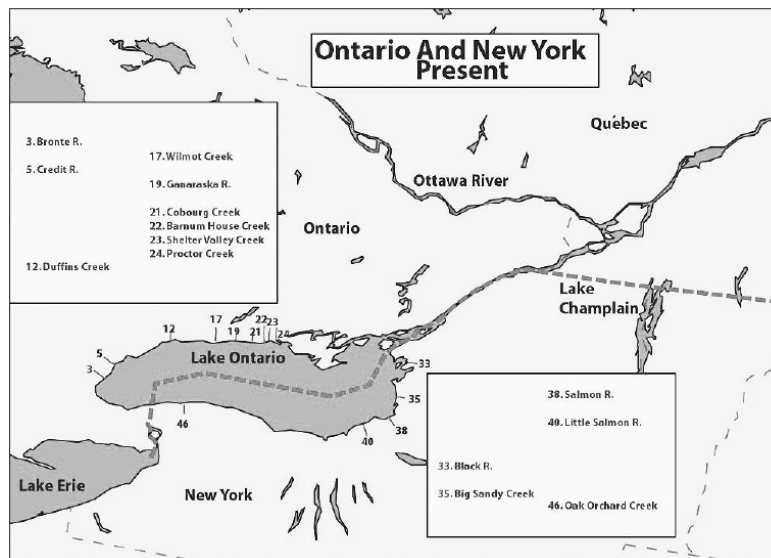 Ontario And New York
Present
3. Bronte R.
5. Credit R.
12. Duffins Creek
17. Wilmot Creek
19. Ganaraska R.
21. Cobourg Creek
22. Barnum House Creek
23. Shelter Valley Creek
24. Proctor Creek
Québec
Ottawa River
Ontario
Lake
Champlain
12
17
19
21
22
23
24
5
3
Lake Ontario
33
35
38
40
46
Lake Erie
New York
33. Black R.
35. Big Sandy Creek
38. Salmon R.
40. Little Salmon R.
46. Oak Orchard Creek